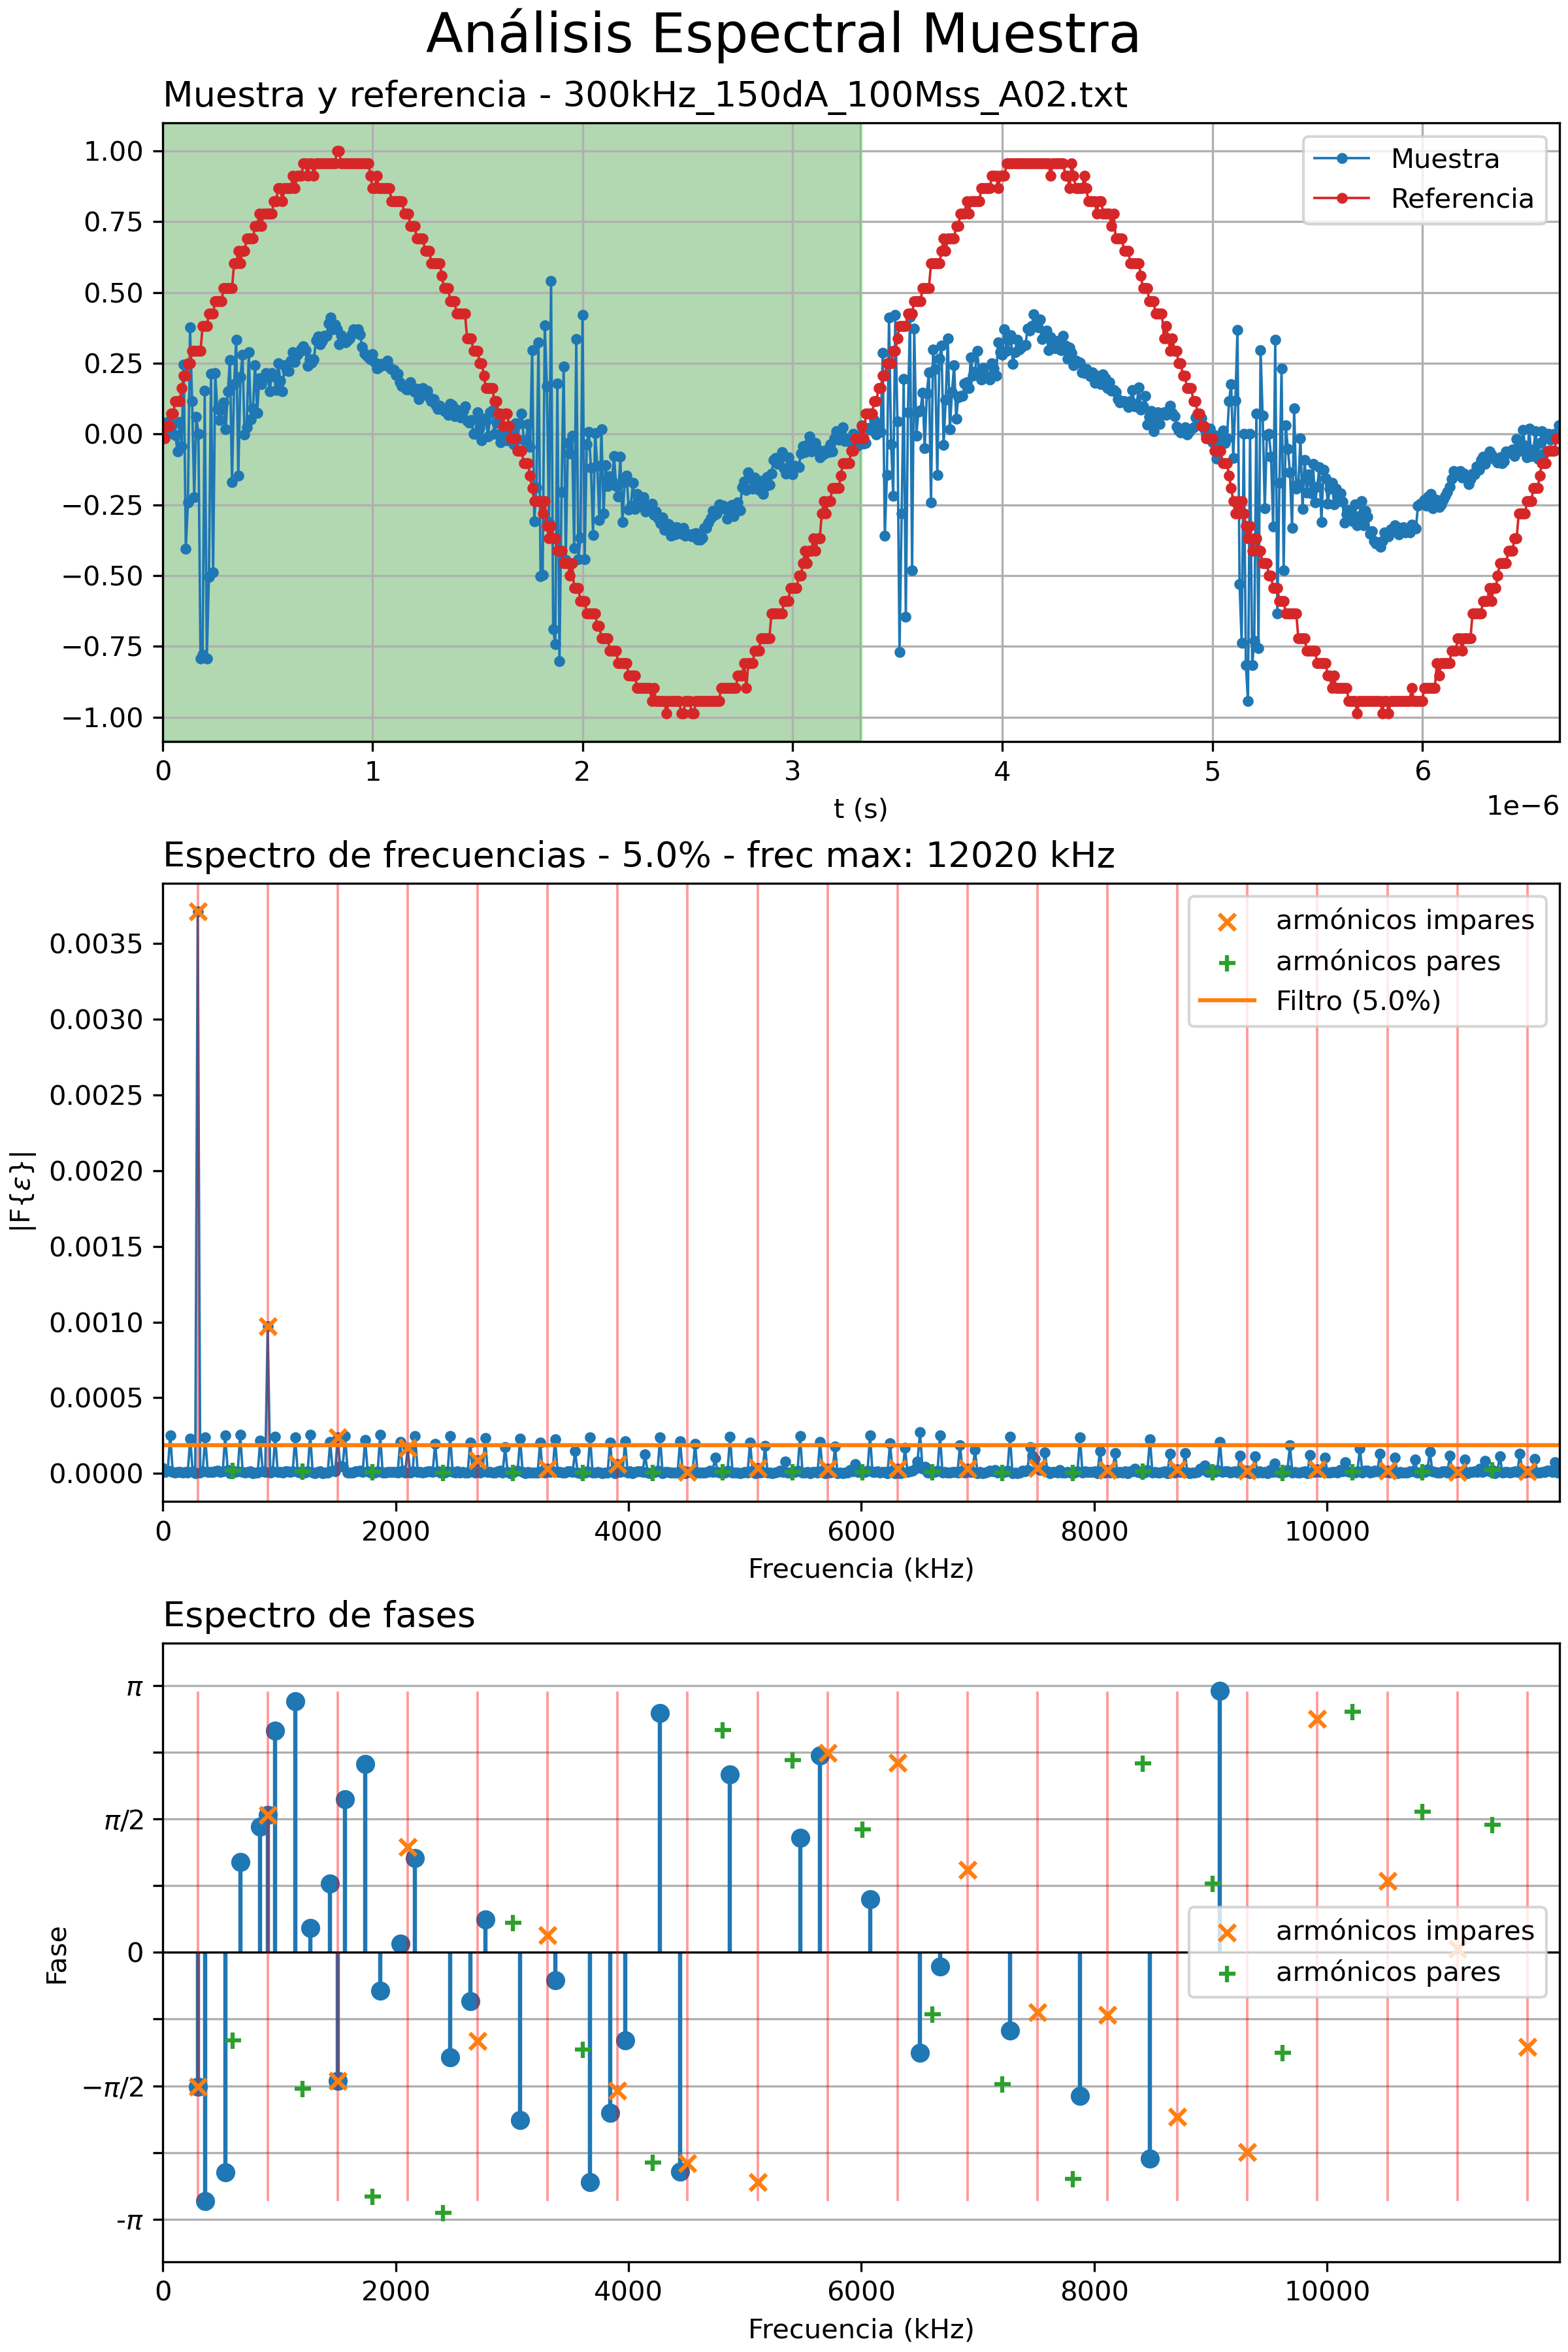 Análisis Espectral Muestra
Muestra y referencia - 300kHz_150dA_100Mss_A02.txt
1.00
0.75
0.50
0.25
0.00
−0.25
−0.50
−0.75
−1.00
Muestra
Referencia
0 1 2 3 4 5 6
1e−6
t (s)
Espectro de frecuencias - 5.0% - frec max: 12020 kHz
|F{ε}|
0.0035
0.0030
0.0025
0.0020
0.0015
0.0010
0.0005
0.0000
armónicos impares
armónicos pares
Filtro (5.0%)
0 2000 4000 6000 8000 10000
Frecuencia (kHz)
Espectro de fases
Fase
π
π/2
0
−π/2
-π
armónicos impares
armónicos pares
0 2000 4000 6000 8000 10000
Frecuencia (kHz)